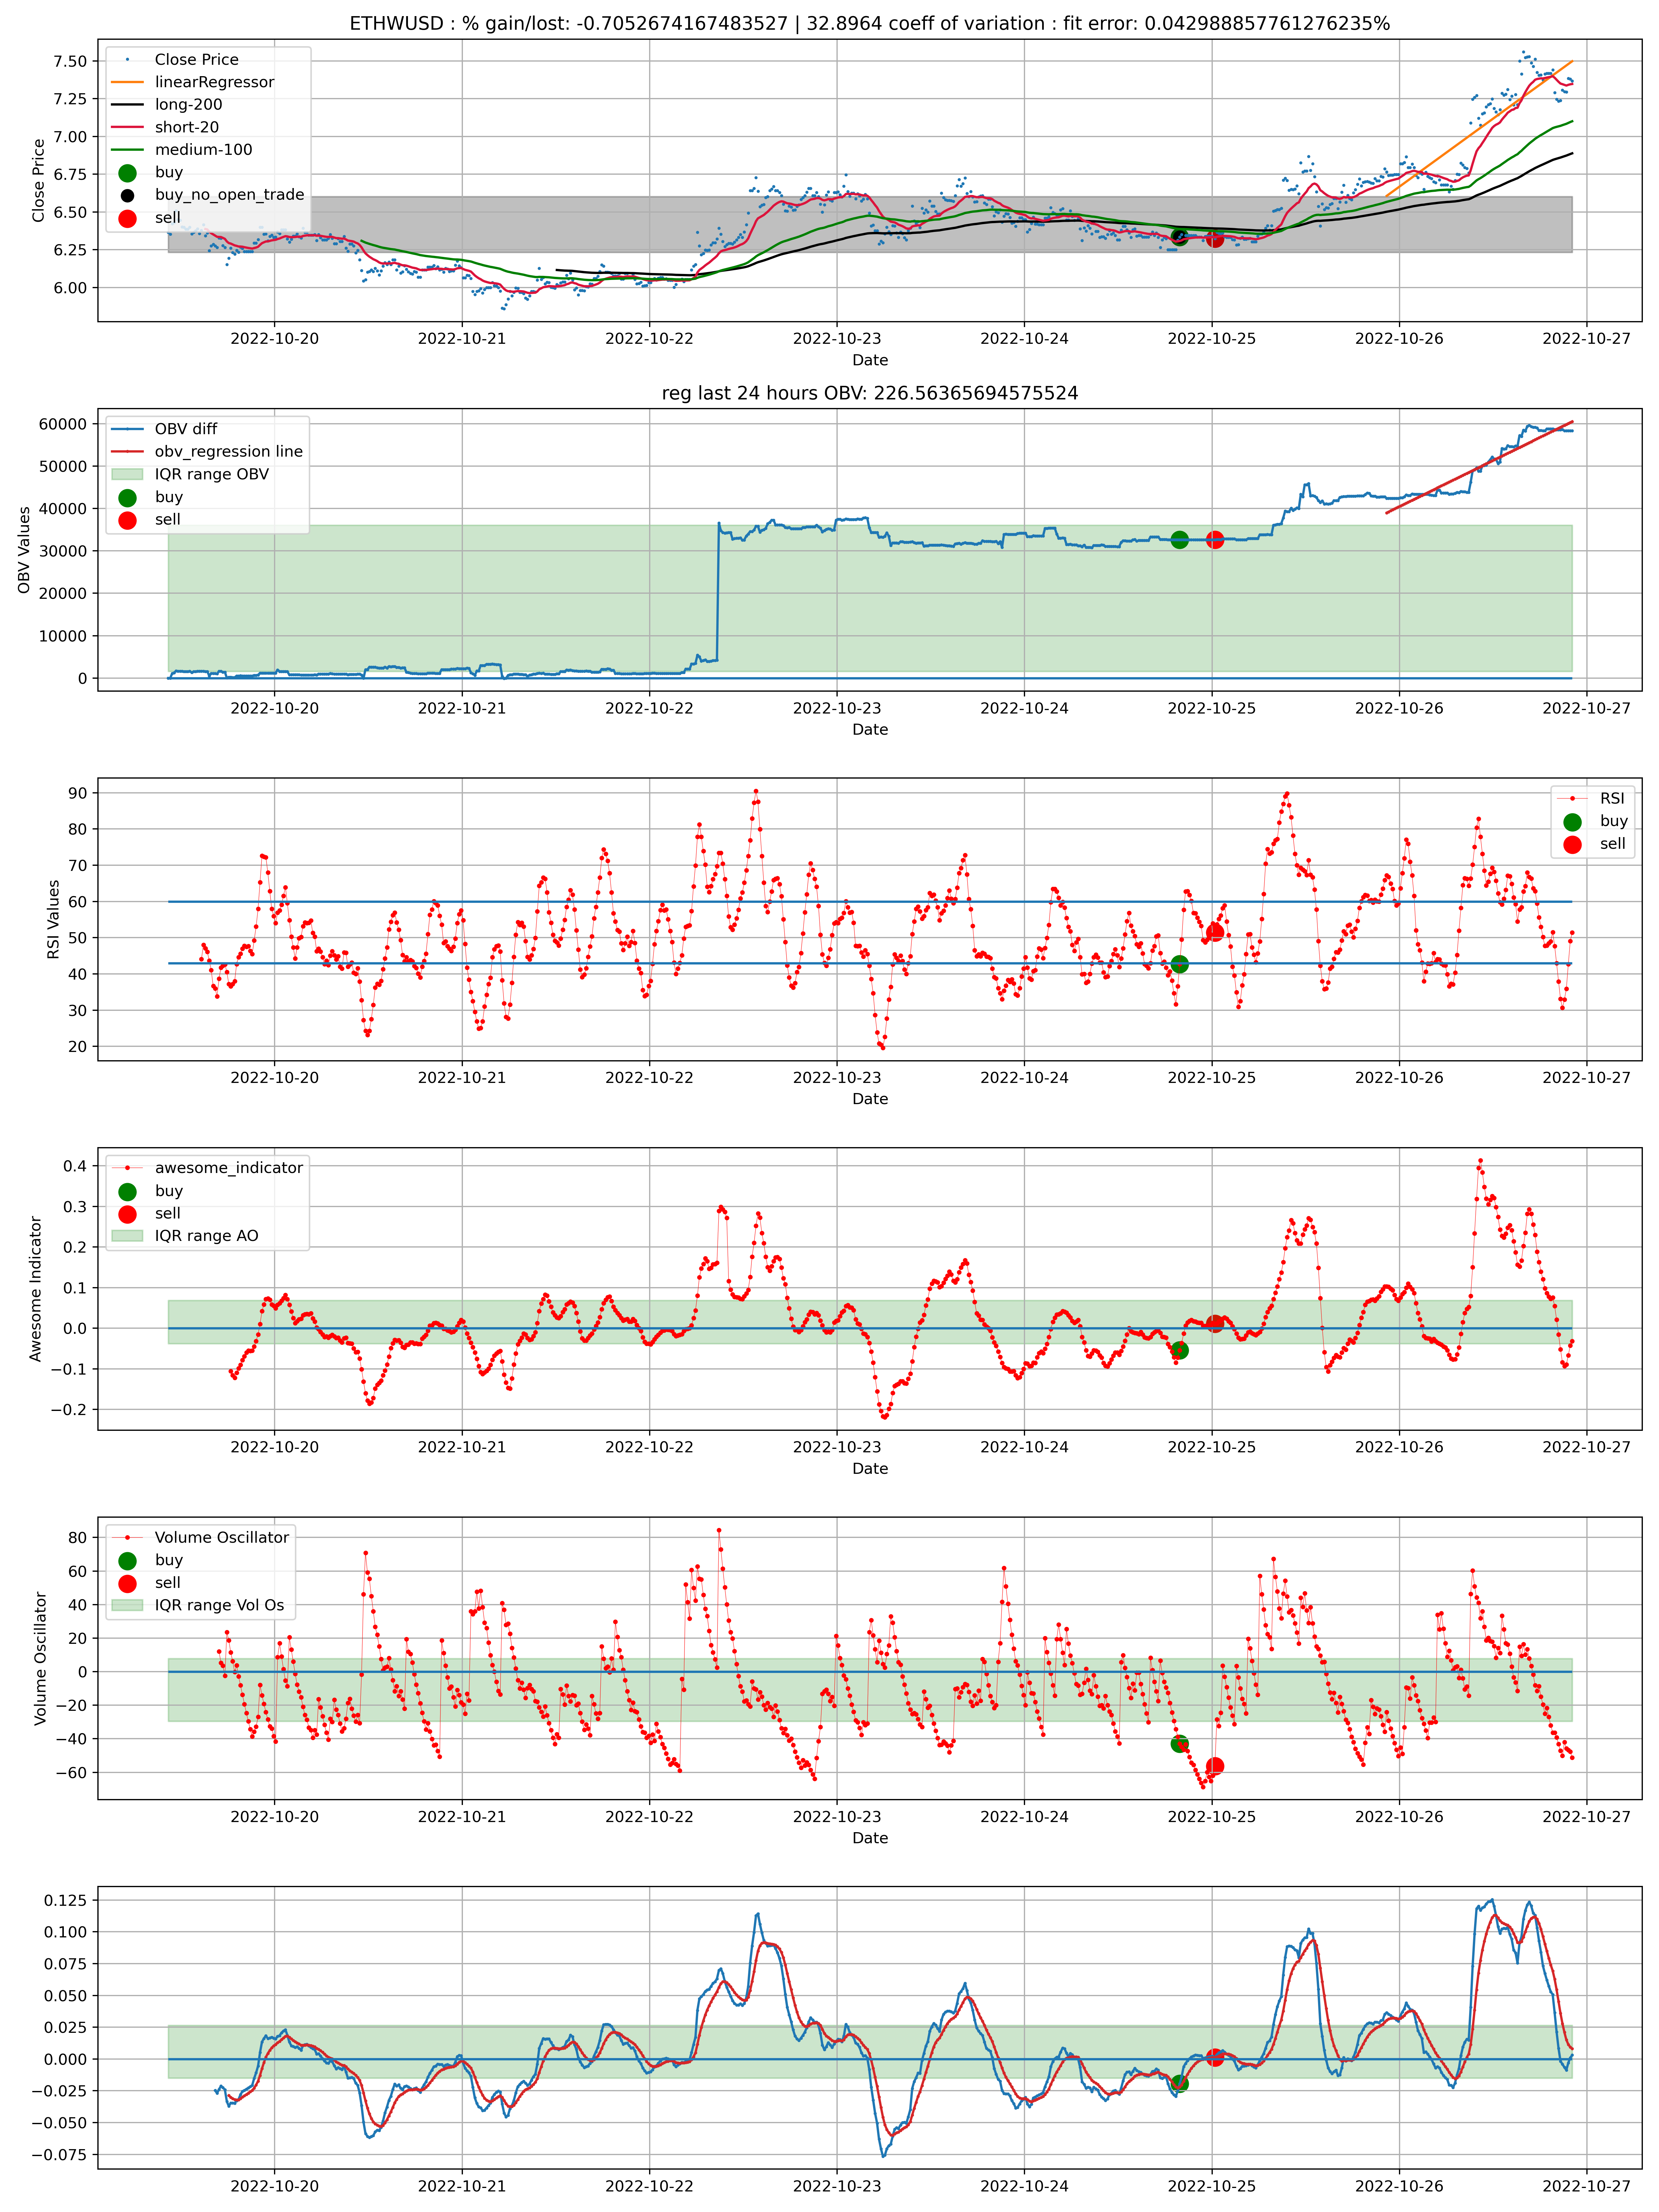 ETHWUSD : % gain/lost: -0.7052674167483527 | 32.8964 coeff of variation : fit error: 0.042988857761276235%
Close Price
linearRegressor
long-200
short-20
medium-100
buy
buy_no_open_trade
sell
Close Price
7.50
7.25
7.00
6.75
6.50
6.25
6.00
2022-10-20 2022-10-21 2022-10-22 2022-10-23 2022-10-24 2022-10-25 2022-10-26 2022-10-27
Date
reg last 24 hours OBV: 226.56365694575524
OBV diff
obv_regression line
IQR range OBV
buy
sell
OBV Values
60000
50000
40000
30000
20000
10000
0
2022-10-20 2022-10-21 2022-10-22 2022-10-23 2022-10-24 2022-10-25 2022-10-26 2022-10-27
Date
RSI
buy
sell
RSI Values
90
80
70
60
50
40
30
20
2022-10-20 2022-10-21 2022-10-22 2022-10-23 2022-10-24 2022-10-25 2022-10-26 2022-10-27
Date
awesome_indicator
buy
sell
IQR range AO
Awesome Indicator
0.4
0.3
0.2
0.1
0.0
−0.1
−0.2
2022-10-20 2022-10-21 2022-10-22 2022-10-23 2022-10-24 2022-10-25 2022-10-26 2022-10-27
Date
Volume Oscillator
buy
sell
IQR range Vol Os
Volume Oscillator
80
60
40
20
0
−20
−40
−60
2022-10-20 2022-10-21 2022-10-22 2022-10-23 2022-10-24 2022-10-25 2022-10-26 2022-10-27
Date
0.125
0.100
0.075
0.050
0.025
0.000
−0.025
−0.050
−0.075
2022-10-20 2022-10-21 2022-10-22 2022-10-23 2022-10-24 2022-10-25 2022-10-26 2022-10-27